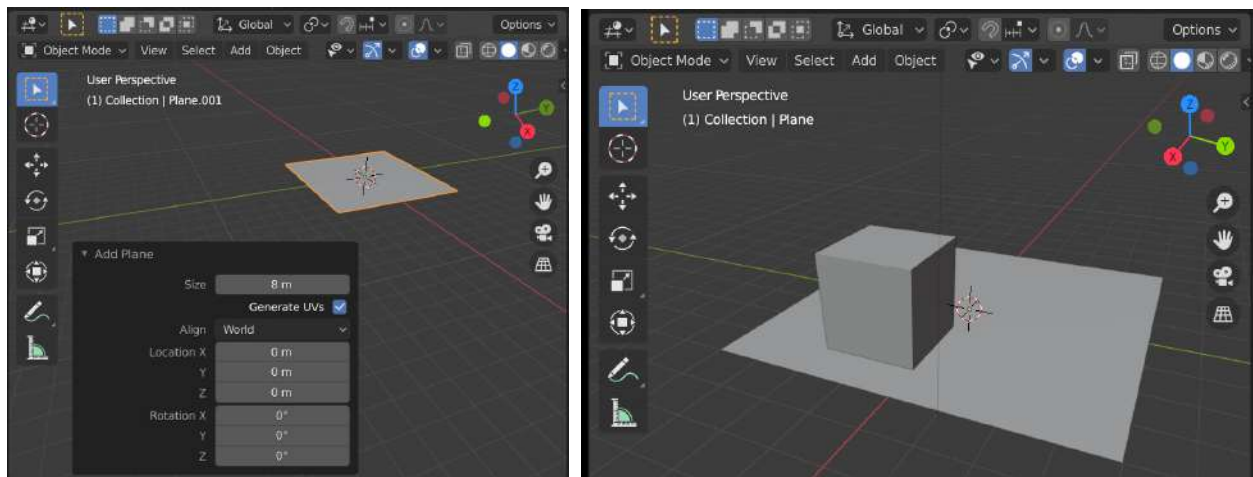 Global
Options
Object Mode View Select Add Object
User Perspective
(1) Collection | Plane.001
Z
Y
X
Add Plane
Size 8 m
Generate UVs
Align World
Location X 0 m
Y 0 m
Z 0 m
Rotation X 0°
Y 0°
Z 0°
Global
Options
Object Mode View Select Add Object
User Perspective
(1) Collection | Plane
Z
Y
X